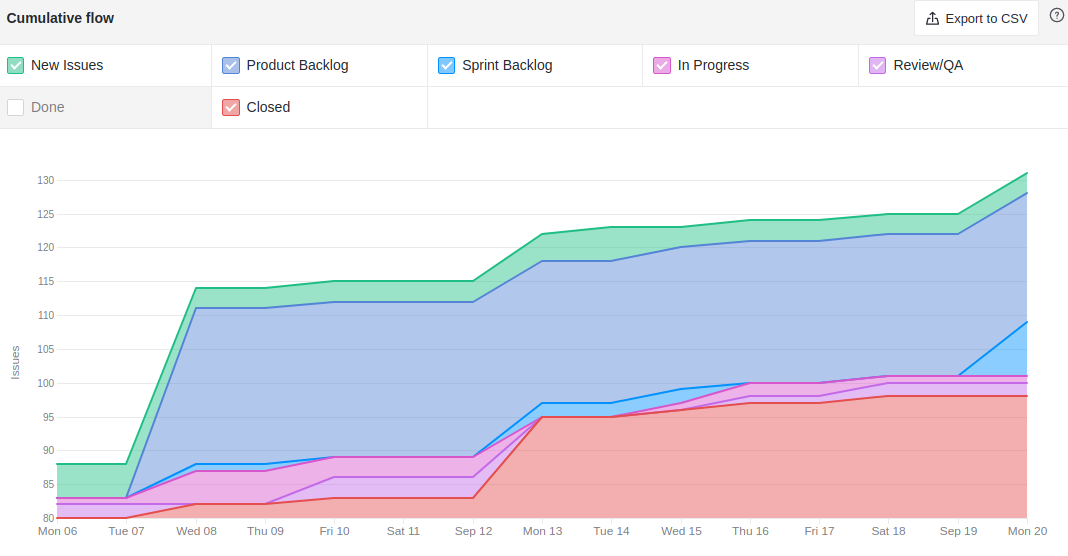 Cumulative flow
Export to CSV
?
New Issues
Product Backlog
Sprint Backlog
In Progress
Review/QA
Done
Closed
130
125
120
115
110
105
100
95
90
85
80
Issues
Mon 06
Tue 07
Wed 08
Thu 09
Fri 10
Sat 11
Sep 12
Mon 13
Tue 14
Wed 15
Thu 16
Fri 17
Sat 18
Sep 19
Mon 20